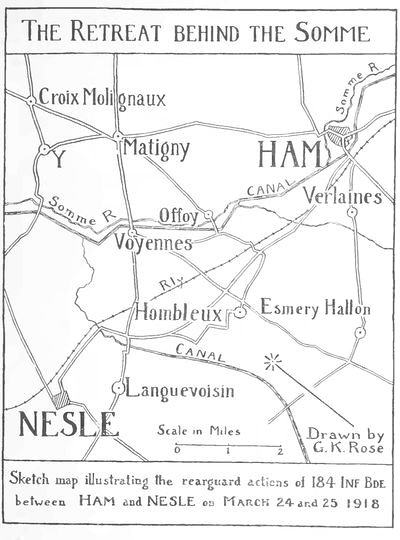 THE RETREAT BEHIND THE SOMME
Somme R
Croix Molignaux
Y
Matigny
HAM
CANAL
Verlaines
Somme R.
Offoy
Voyennes
Rly
Hombleux
Esmery Hallon
CANAL
Languevoisin
NESLE
Scale in Miles
0 1 2
Drawn by
G.K. Rose
Sketch map illustrating the rearguard actions of 184 INF BDE
between HAM and NESLE on MARCH 24 and 25 1918